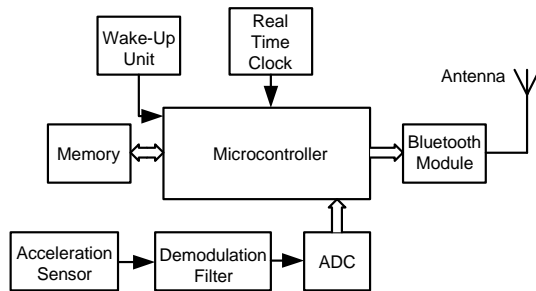 Wake-Up
Unit
Real
Time
Clock
Antenna
Memory
Microcontroller
Bluetooth
Module
Acceleration
Sensor
Demodulation
Filter
ADC